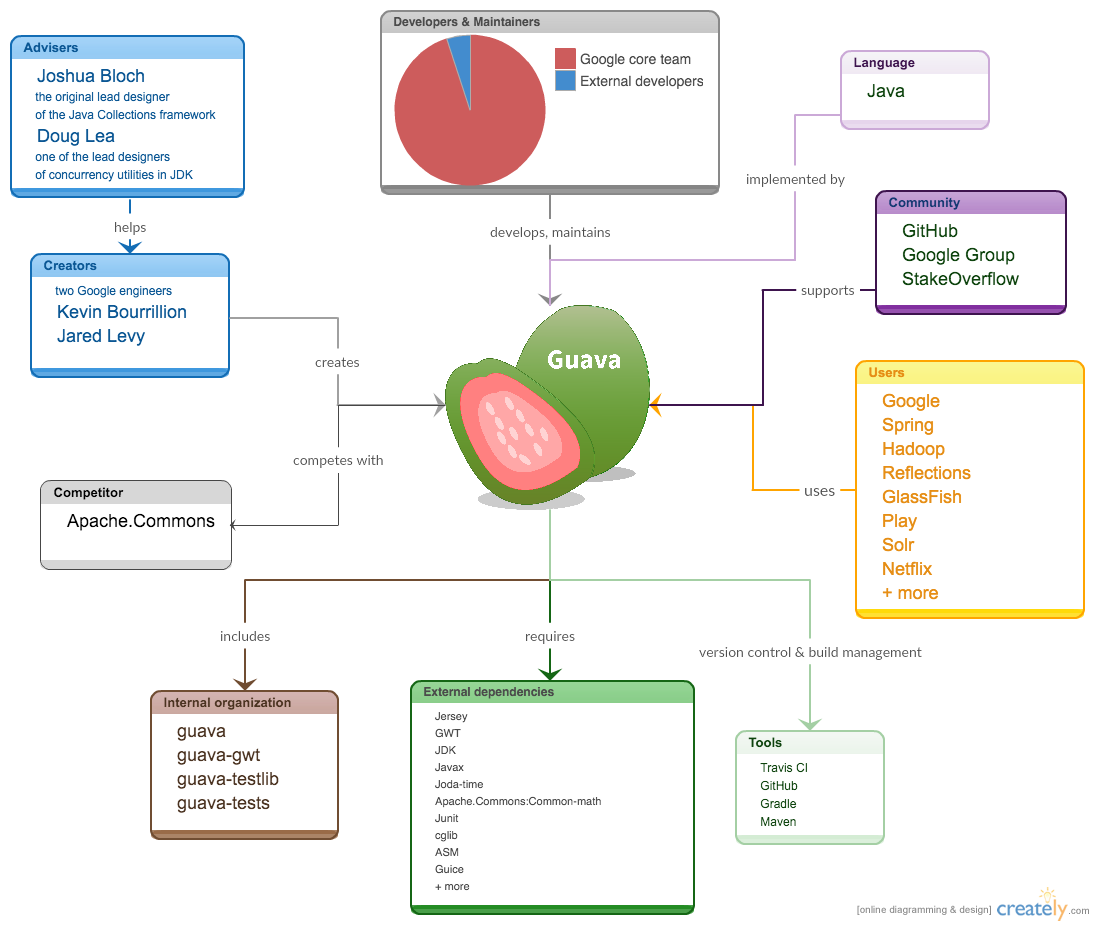 Developers & Maintainers
Google core team
External developers
Advisers
Joshua Bloch
the original lead designer
of the Java Collections framework
Doug Lea
one of the lead designers
of concurrency utilities in JDK
Language
Java
implemented by
helps
develops, maintains
Community
GitHub
Google Group
StakeOverflow
supports
Creators
two Google engineers
Kevin Bourrillion
Jared Levy
creates
Guava
Users
Google
Spring
Hadoop
Reflections
GlassFish
Play
Solr
Netflix
+ more
uses
competes with
Competitor
Apache.Commons
includes
requires
version control & build management
Internal organization
guava
guava-gwt
guava-testlib
guava-tests
External dependencies
Jersey
GWT
JDK
Javax
Joda-time
Apache.Commons:Common-math
Junit
cglib
ASM
Guice
+ more
Tools
Travis CI
GitHub
Gradle
Maven
[online diagramming & design] creately.com